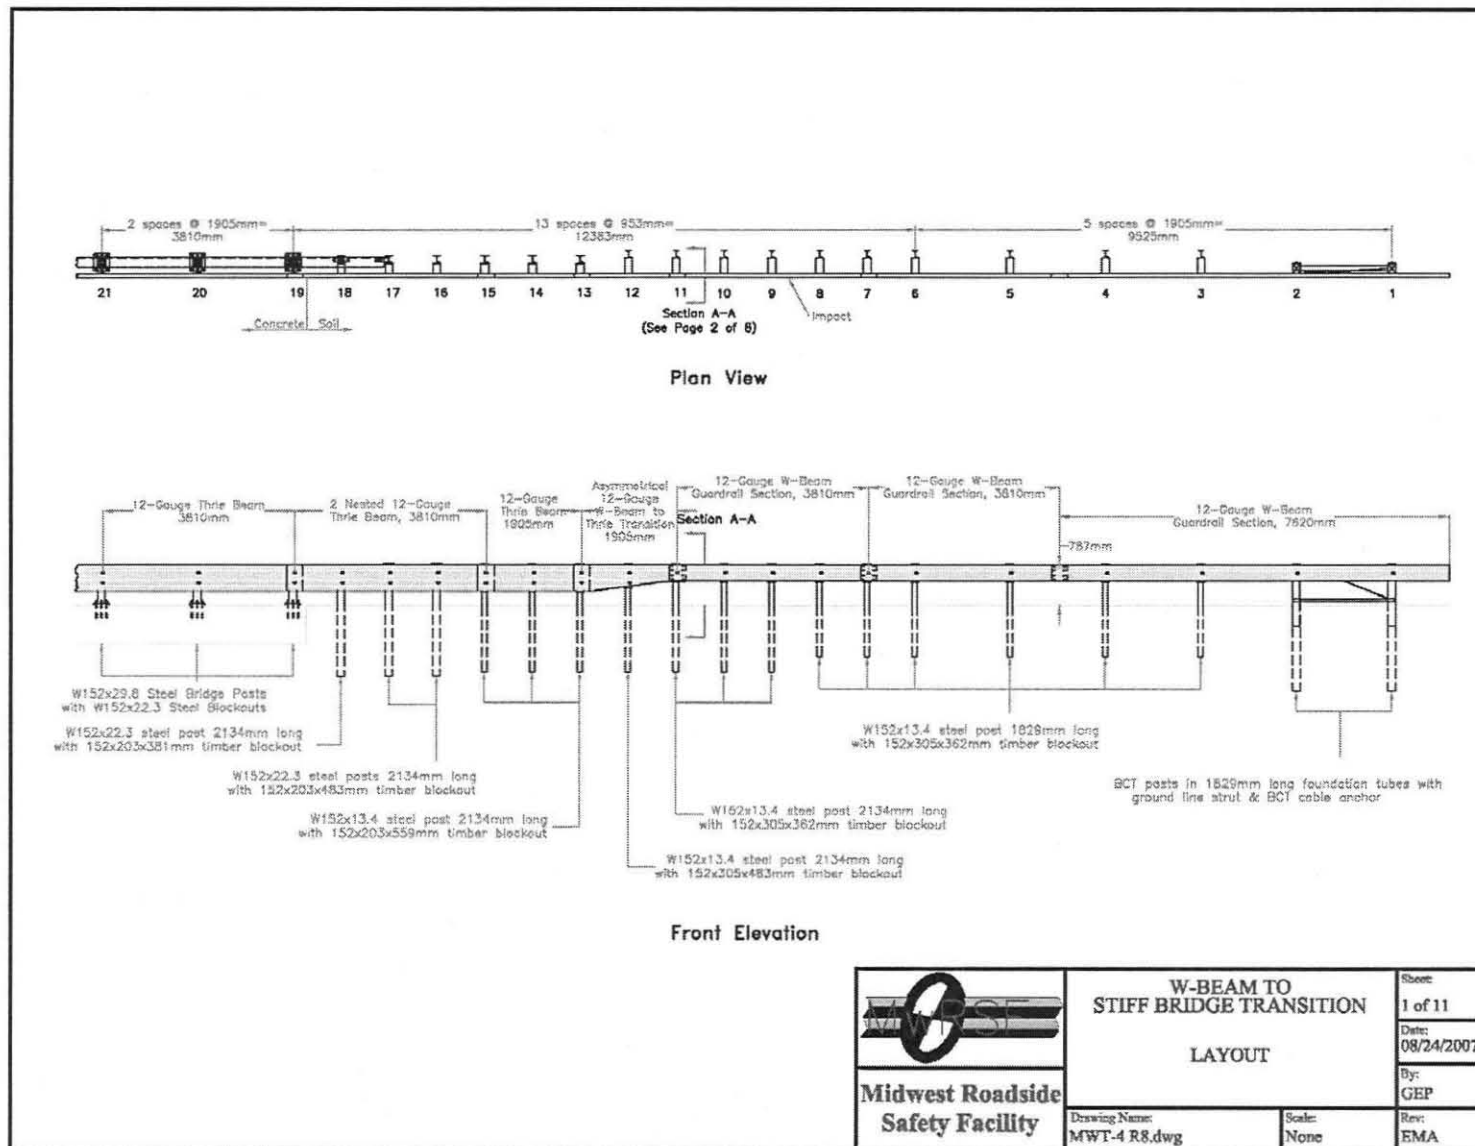 2 spaces @ 1905mm=
3810mm
13 spaces @ 953mm=
12383mm
5 spaces @ 1905mm=
9525mm
21 20 19 18 17 16 15 14 13 12 11 10 9 8 7 6 5 4 3 2 1
Concrete Soil
Section A-A
(See Page 2 of 8)
Impact
Plan View
12-Gauge Thrie Beam
3810mm
2 Nested 12-Gauge
Thrie Beam, 3810mm
12-Gauge
Thrie Beam
1905mm
Asymmetrical
12-Gauge
W-Beam to
Thrie Transition
1905mm
Section A-A
12-Gauge W-Beam
Guardrail Section, 3810mm
12-Gauge W-Beam
Guardrail Section, 3810mm
12-Gauge W-Beam
Guardrail Section, 7620mm
787mm
W152x29.8 Steel Bridge Posts
with W152x22.3 Steel Blockouts
W152x22.3 steel post 2134mm long
with 152x203x381mm timber blockout
W152x22.3 steel posts 2134mm long
with 152x203x483mm timber blockout
W152x13.4 steel post 2134mm long
with 152x203x559mm timber blockout
W152x13.4 steel post 2134mm long
with 152x305x483mm timber blockout
W152x13.4 steel post 2134mm long
with 152x305x362mm timber blockout
W152x13.4 steel post 1829mm long
with 152x305x362mm timber blockout
BCT posts in 1829mm long foundation tubes with
ground line strut & BCT cable anchor
Front Elevation
MwRSF
Midwest Roadside
Safety Facility
W-BEAM TO
STIFF BRIDGE TRANSITION
LAYOUT
Drawing Name:
MWT-4 R8.dwg
Scale:
None
Sheet:
1 of 11
Date:
08/24/2007
By:
GEP
Rev:
EMA